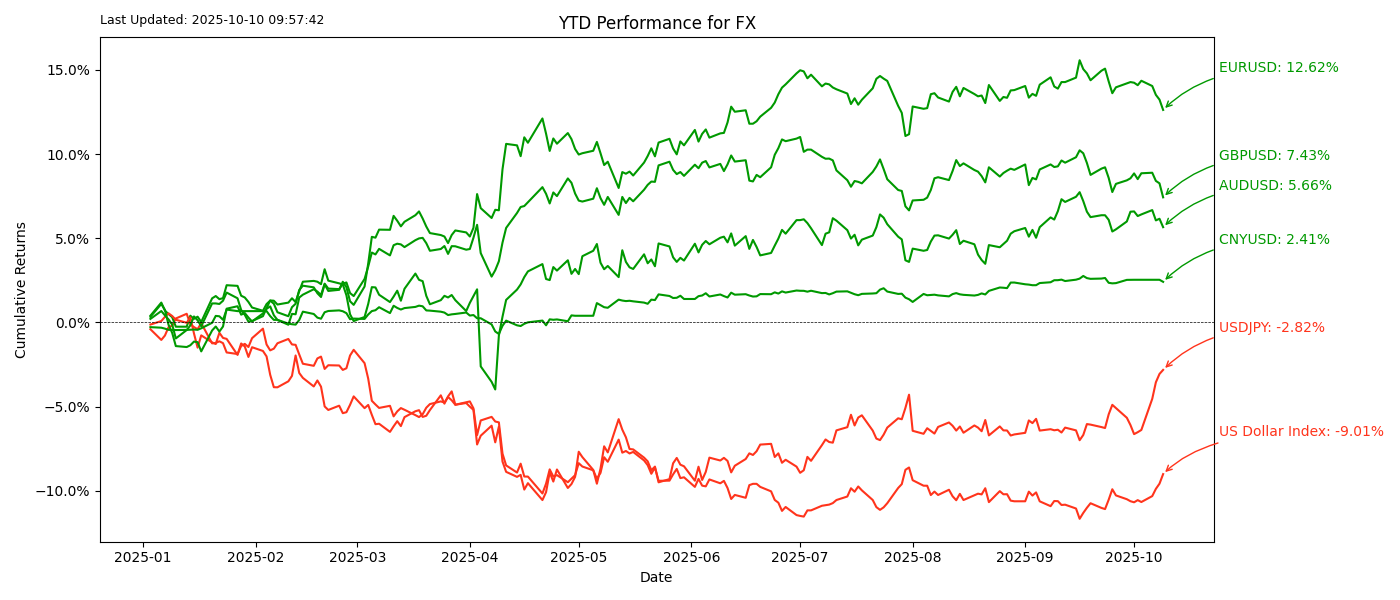 Last Updated: 2025-10-10 09:57:42
YTD Performance for FX
Cumulative Returns
15.0%
10.0%
5.0%
0.0%
−5.0%
−10.0%
EURUSD: 12.62%
GBPUSD: 7.43%
AUDUSD: 5.66%
CNYUSD: 2.41%
USDJPY: -2.82%
US Dollar Index: -9.01%
2025-01
2025-02
2025-03
2025-04
2025-05
2025-06
2025-07
2025-08
2025-09
2025-10
Date